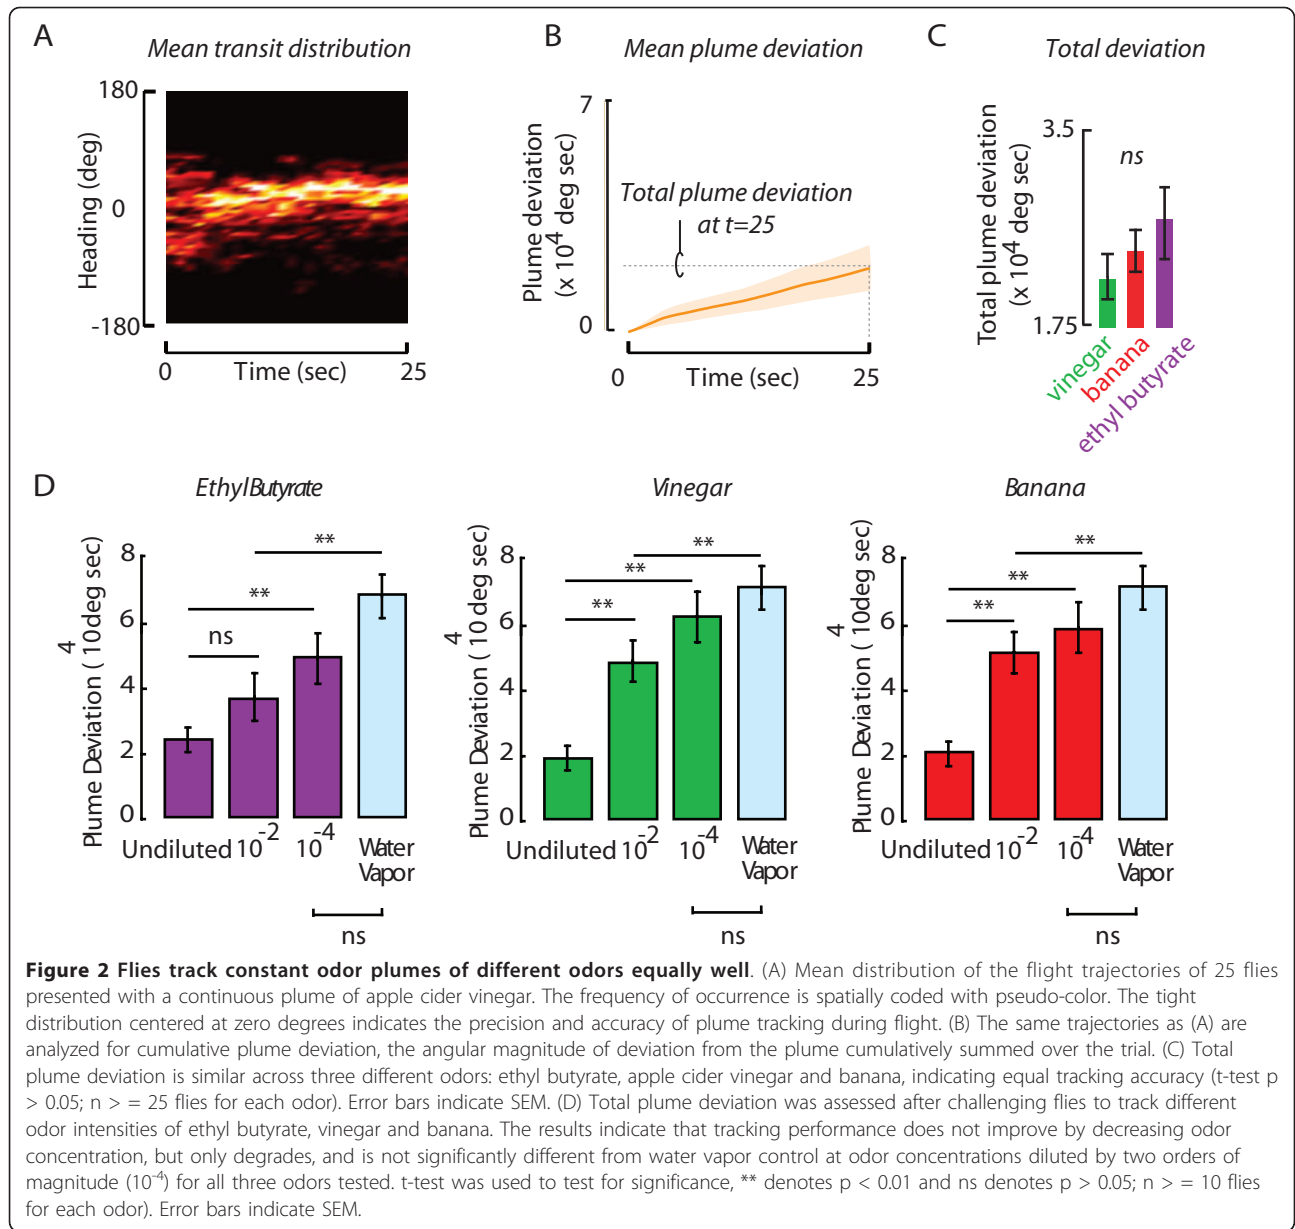 A
Mean transit distribution
180
0
-180
Heading (deg)
0
Time (sec)
25
B
Mean plume deviation
7
0
Plume deviation
(x 10⁴ deg sec)
Total plume deviation
at t=25
0
Time (sec)
25
C
Total deviation
3.5
1.75
Total plume deviation
(x 10⁴ deg sec)
ns
vinegar
banana
ethyl butyrate
D
EthylButyrate
8
6
4
2
0
Plume Deviation ( 10⁴ deg sec)
**
**
ns
Undiluted
10⁻²
10⁻⁴
Water
Vapor
ns
Vinegar
8
6
4
2
0
Plume Deviation ( 10⁴ deg sec)
**
**
**
Undiluted
10⁻²
10⁻⁴
Water
Vapor
ns
Banana
8
6
4
2
0
Plume Deviation ( 10⁴ deg sec)
**
**
**
Undiluted
10⁻²
10⁻⁴
Water
Vapor
ns
Figure 2 Flies track constant odor plumes of different odors equally well. (A) Mean distribution of the flight trajectories of 25 flies
presented with a continuous plume of apple cider vinegar. The frequency of occurrence is spatially coded with pseudo-color. The tight
distribution centered at zero degrees indicates the precision and accuracy of plume tracking during flight. (B) The same trajectories as (A) are
analyzed for cumulative plume deviation, the angular magnitude of deviation from the plume cumulatively summed over the trial. (C) Total
plume deviation is similar across three different odors: ethyl butyrate, apple cider vinegar and banana, indicating equal tracking accuracy (t-test p
> 0.05; n > = 25 flies for each odor). Error bars indicate SEM. (D) Total plume deviation was assessed after challenging flies to track different
odor intensities of ethyl butyrate, vinegar and banana. The results indicate that tracking performance does not improve by decreasing odor
concentration, but only degrades, and is not significantly different from water vapor control at odor concentrations diluted by two orders of
magnitude (10⁻⁴) for all three odors tested. t-test was used to test for significance, ** denotes p < 0.01 and ns denotes p > 0.05; n > = 10 flies
for each odor). Error bars indicate SEM.